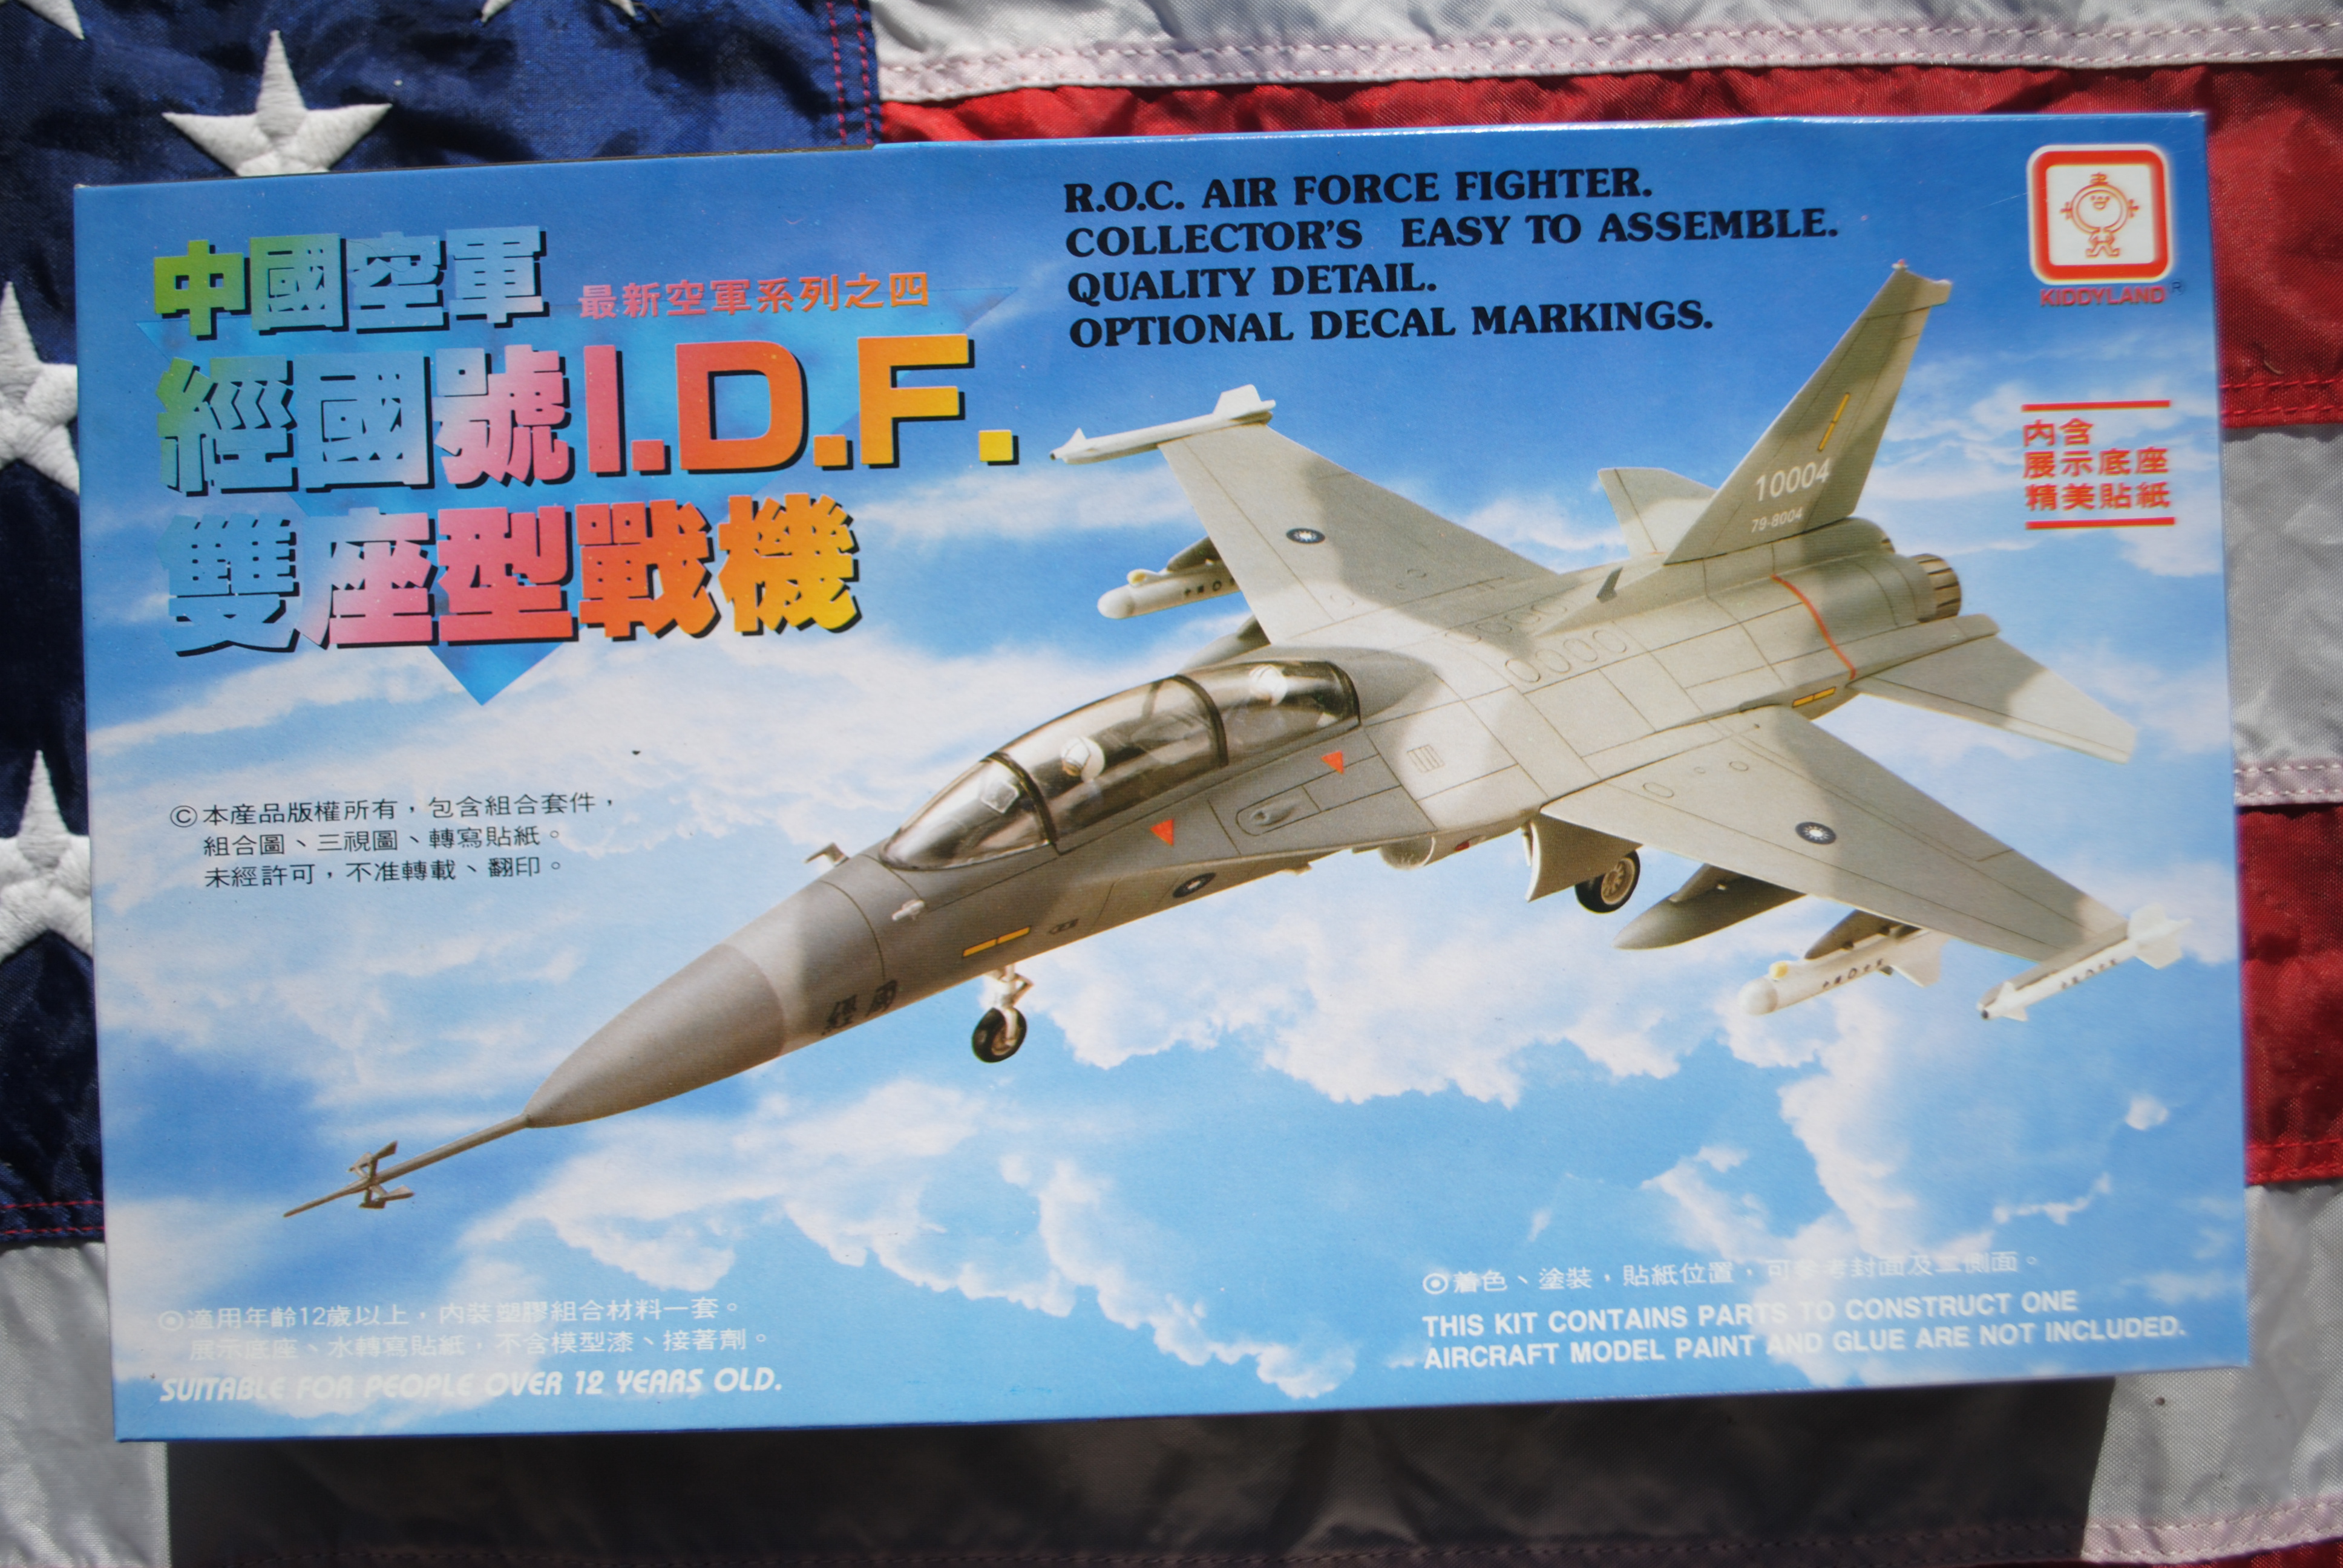 中國空軍
最新空軍系列之四
經國號I.D.F.
雙座型戰機
R.O.C. AIR FORCE FIGHTER.
COLLECTOR'S EASY TO ASSEMBLE.
QUALITY DETAIL.
OPTIONAL DECAL MARKINGS.
KIDDYLAND®
內含
展示底座
精美貼紙
10004
79-8004
經國
©本產品版權所有，包含組合套件，
組合圖、三視圖、轉寫貼紙。
未經許可，不准轉載、翻印。
⊙適用年齡12歲以上，內裝塑膠組合材料一套。
展示底座、水轉寫貼紙，不含模型漆、接著劑。
SUITABLE FOR PEOPLE OVER 12 YEARS OLD.
⊙着色、塗裝，貼紙位置，可參考封面及二側面。
THIS KIT CONTAINS PARTS TO CONSTRUCT ONE
AIRCRAFT MODEL PAINT AND GLUE ARE NOT INCLUDED.